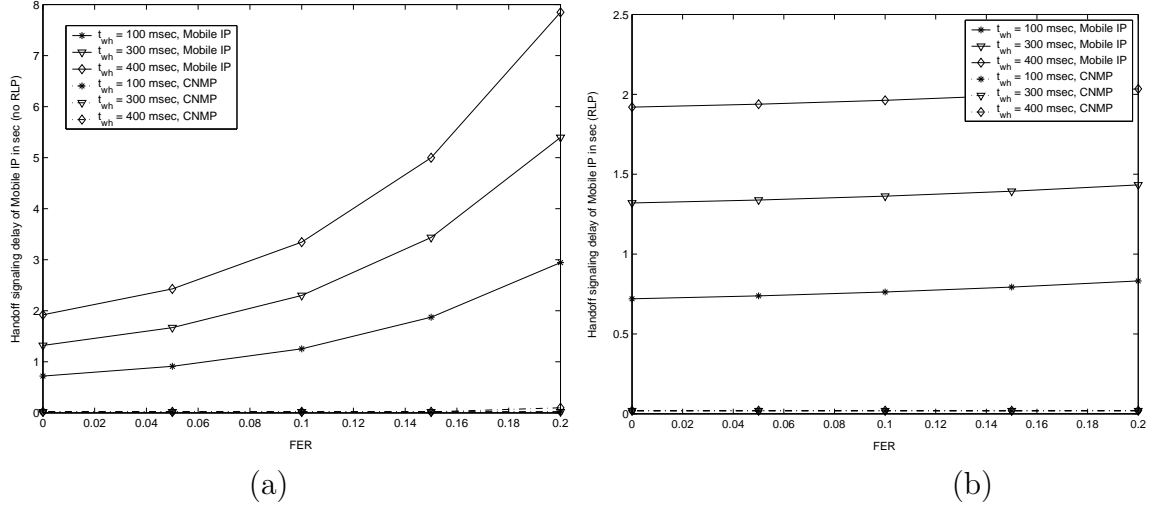 Handoff signaling delay of Mobile IP in sec (no RLP)
8
7
6
5
4
3
2
1
0
t_wh = 100 msec, Mobile IP
t_wh = 300 msec, Mobile IP
t_wh = 400 msec, Mobile IP
t_wh = 100 msec, CNMP
t_wh = 300 msec, CNMP
t_wh = 400 msec, CNMP
0 0.02 0.04 0.06 0.08 0.1 0.12 0.14 0.16 0.18 0.2
FER
(a)
Handoff signaling delay of Mobile IP in sec (RLP)
2.5
2
1.5
1
0.5
0
t_wh = 100 msec, Mobile IP
t_wh = 300 msec, Mobile IP
t_wh = 400 msec, Mobile IP
t_wh = 100 msec, CNMP
t_wh = 300 msec, CNMP
t_wh = 400 msec, CNMP
0 0.02 0.04 0.06 0.08 0.1 0.12 0.14 0.16 0.18 0.2
FER
(b)